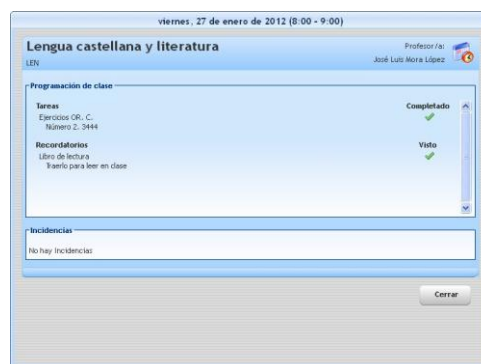 viernes, 27 de enero de 2012 (8:00 - 9:00)
Lengua castellana y literatura
LEN
Profesor/a:
José Luis Mora López
Programación de clase
Tareas
Completado
Ejercicios OR. C.
Número 2. 3444
Recordatorios
Visto
Libro de lectura
Traerlo para leer en clase
Incidencias
No hay Incidencias
Cerrar